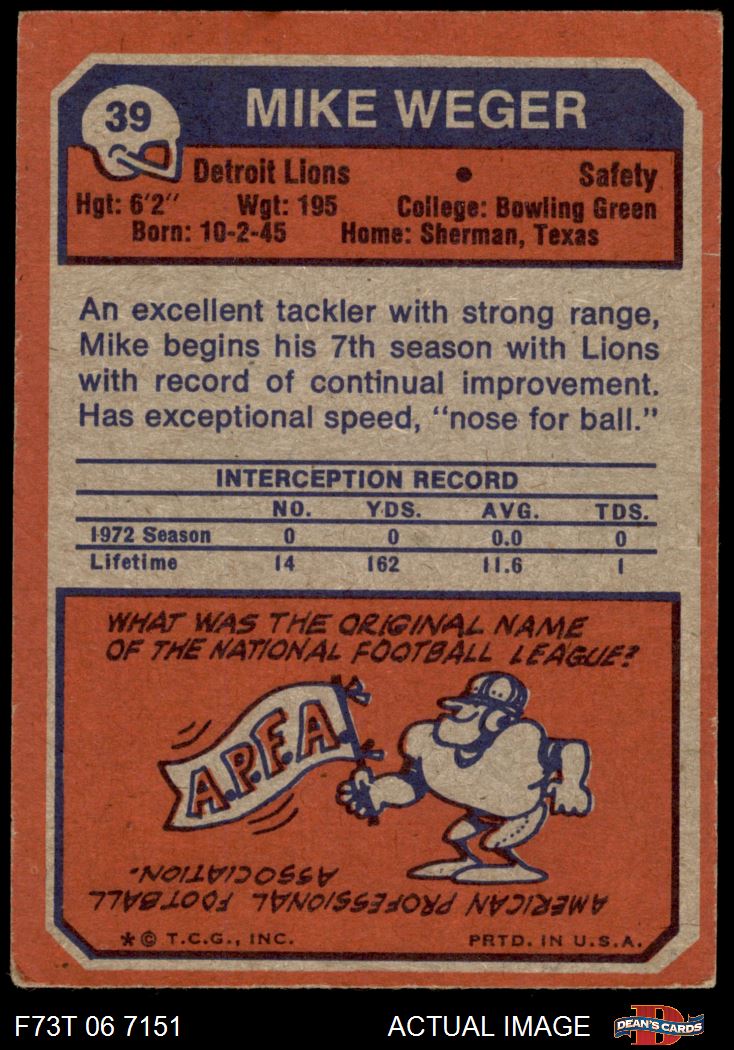 39
MIKE WEGER
Detroit Lions • Safety
Hgt: 6'2" Wgt: 195 College: Bowling Green
Born: 10-2-45 Home: Sherman, Texas
An excellent tackler with strong range,
Mike begins his 7th season with Lions
with record of continual improvement.
Has exceptional speed, "nose for ball."
INTERCEPTION RECORD
NO. YDS. AVG. TDS.
1972 Season 0 0 0.0 0
Lifetime 14 162 11.6 1
WHAT WAS THE ORIGINAL NAME
OF THE NATIONAL FOOTBALL LEAGUE?
A.P.F.A.
AMERICAN PROFESSIONAL FOOTBALL
ASSOCIATION.
* © T.C.G., INC. PRTD. IN U.S.A.
F73T 06 7151 ACTUAL IMAGE
D
DEAN'S CARDS